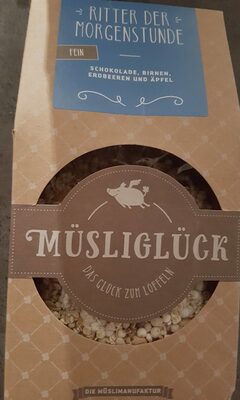 RITTER DER
MORGENSTUNDE
FEIN
SCHOKOLADE, BIRNEN,
ERDBEEREN UND ÄPFEL
MÜSLIGLÜCK
DAS GLÜCK ZUM LÖFFELN
DIE MÜSLIMANUFAKTUR